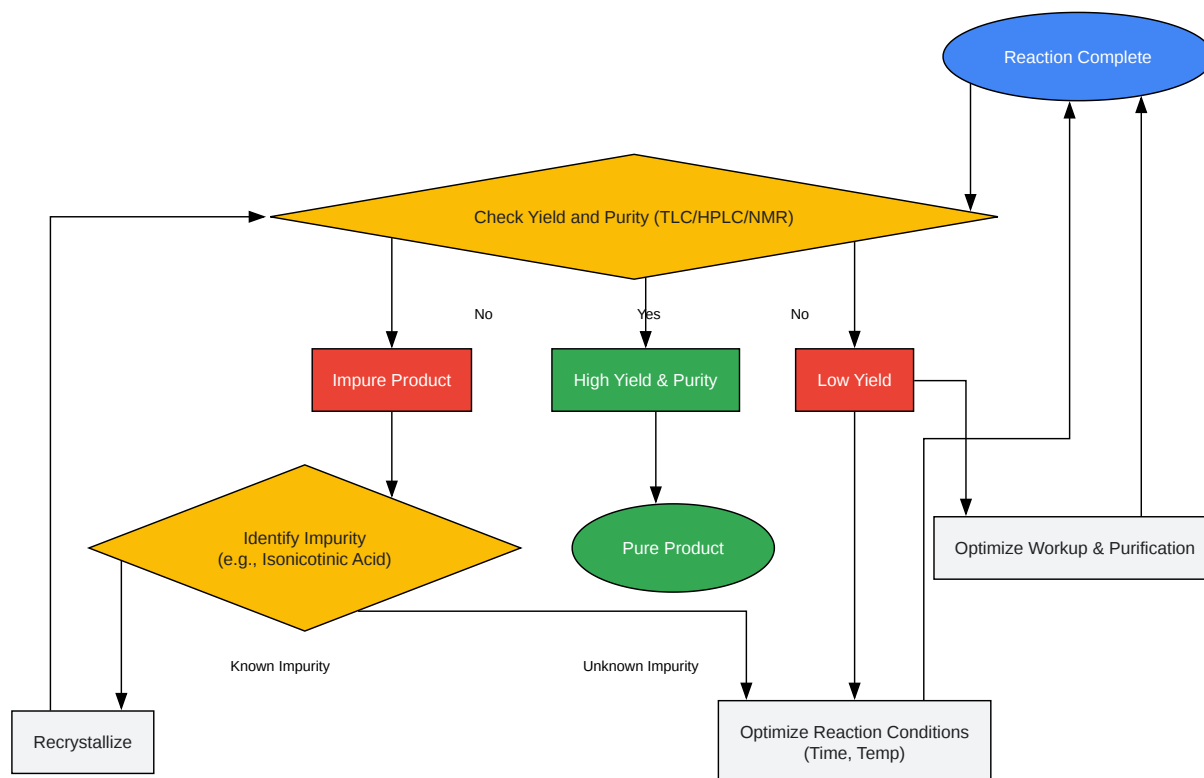 Reaction Complete
Check Yield and Purity (TLC/HPLC/NMR)
No
Yes
No
Impure Product
High Yield & Purity
Low Yield
Identify Impurity
(e.g., Isonicotinic Acid)
Pure Product
Optimize Workup & Purification
Known Impurity
Unknown Impurity
Recrystallize
Optimize Reaction Conditions
(Time, Temp)